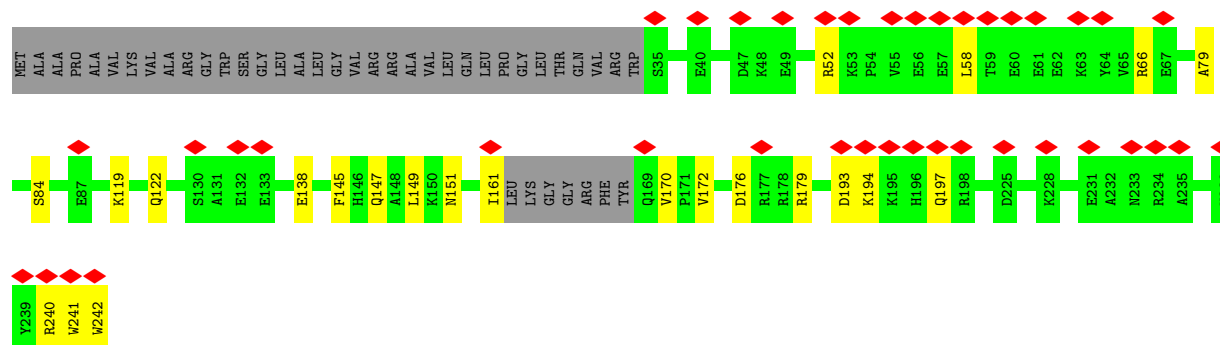 MET ALA ALA PRO ALA VAL LYS VAL ALA ARG GLY TRP SER GLY LEU ALA LEU GLY VAL ARG ARG ALA VAL LEU GLN LEU PRO GLY LEU THR GLN VAL ARG TRP S35 E40 D47 K48 E49 R52 K53 P54 V55 E56 E57 L58 T59 E60 E61 E62 K63 Y64 V65 R66 E67 A79
S84 E87 K119 Q122 S130 A131 E132 E133 E138 F145 H146 Q147 A148 L149 K150 N151 I161 LEU LYS GLY GLY ARG PHE TYR Q169 V170 P171 V172 D176 R177 R178 R179 D193 K194 K195 H196 Q197 R198 D225 K228 E231 A232 N233 R234 A235
Y239 R240 W241 W242